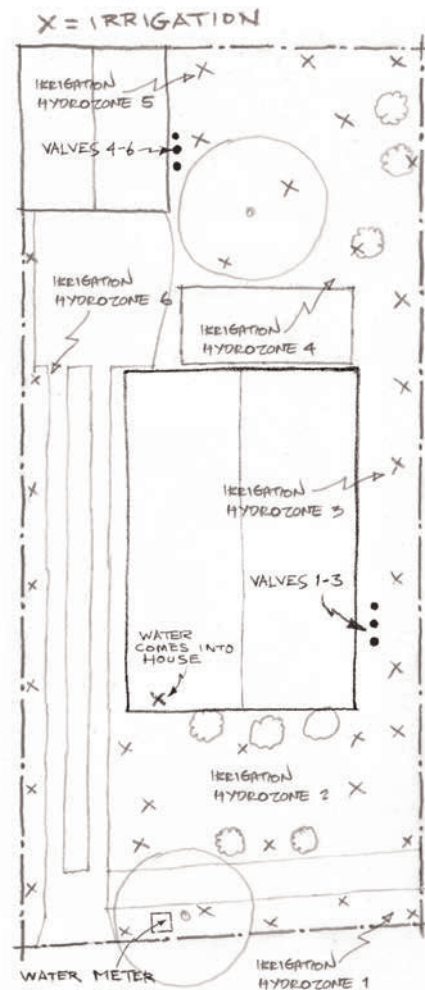 X = IRRIGATION
IRRIGATION
HYDROZONE 5
VALVES 4-6
IRRIGATION
HYDROZONE 6
IRRIGATION
HYDROZONE 4
IRRIGATION
HYDROZONE 3
VALVES 1-3
WATER
COMES INTO
HOUSE
IRRIGATION
HYDROZONE 2
WATER METER
IRRIGATION
HYDROZONE 1